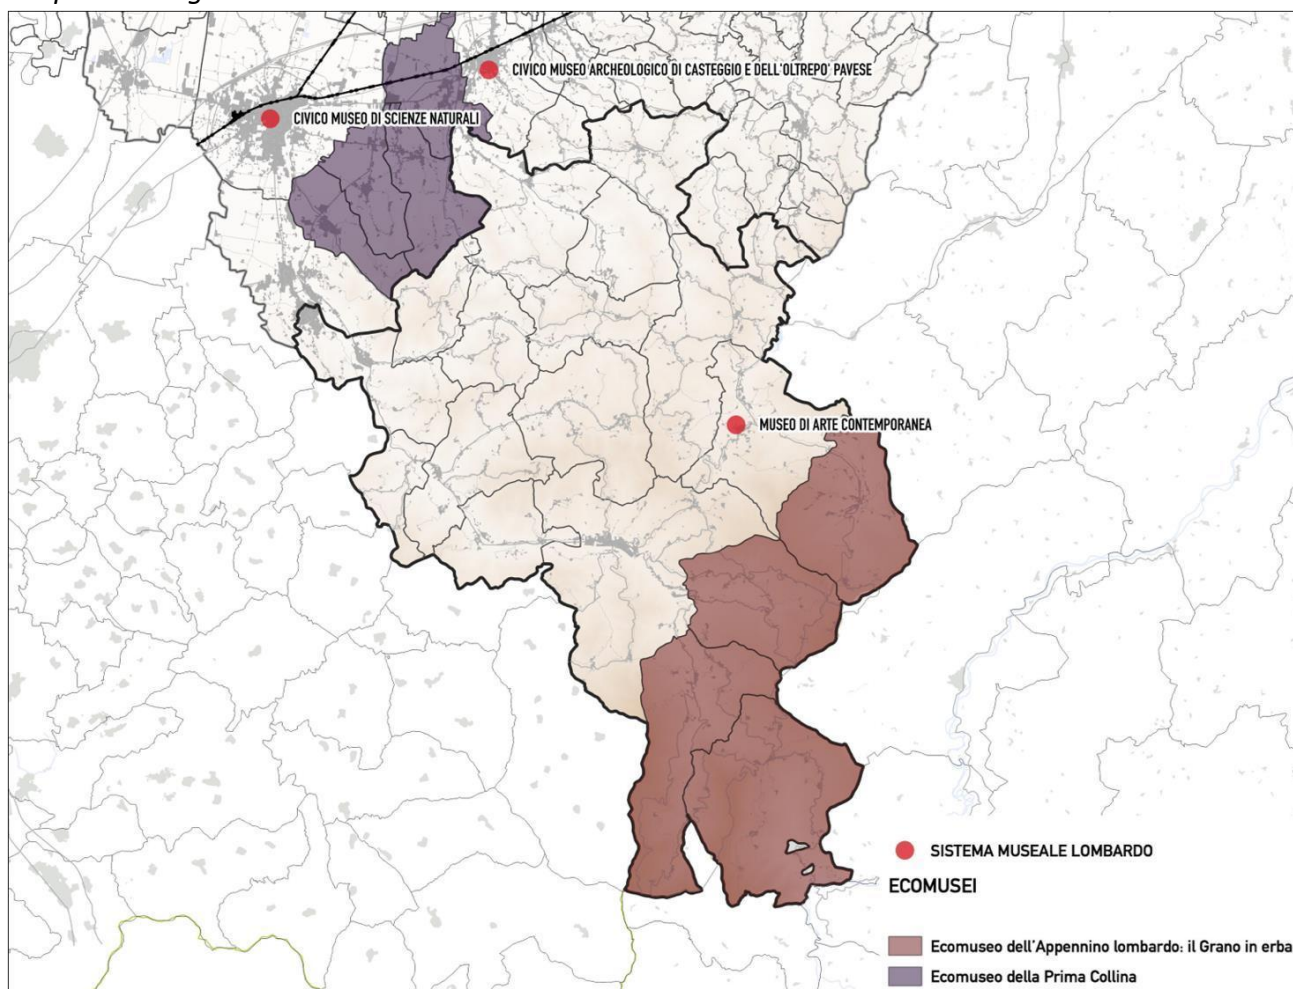 CIVICO MUSEO ARCHEOLOGICO DI CASTEGGIO E DELL'OLTREPO' PAVESE
CIVICO MUSEO DI SCIENZE NATURALI
MUSEO DI ARTE CONTEMPORANEA
SISTEMA MUSEALE LOMBARDO
ECOMUSEI
Ecomuseo dell'Appennino lombardo: il Grano in erba
Ecomuseo della Prima Collina